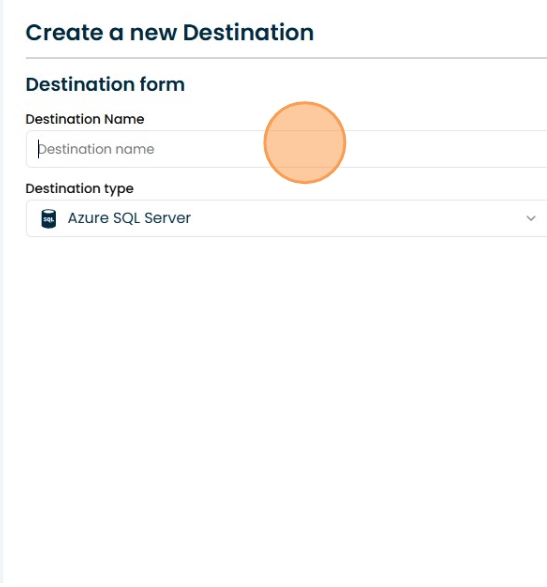 Create a new Destination
Destination form
Destination Name
Destination name
Destination type
SQL Azure SQL Server